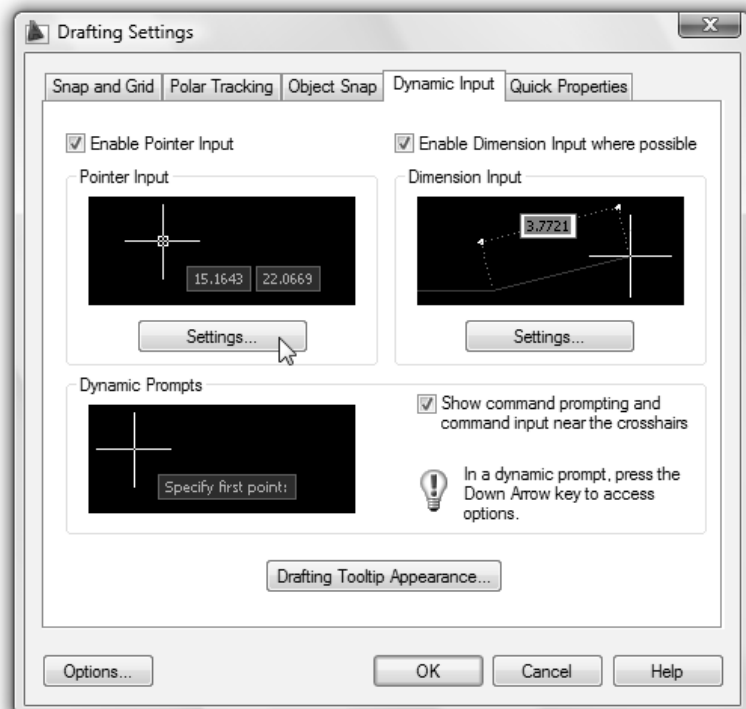 Drafting Settings
X
Snap and Grid
Polar Tracking
Object Snap
Dynamic Input
Quick Properties
Enable Pointer Input
Enable Dimension Input where possible
Pointer Input
15.1643 22.0669
Settings...
Dimension Input
3.7721
Settings...
Dynamic Prompts
Specify first point:
Show command prompting and
command input near the crosshairs
In a dynamic prompt, press the
Down Arrow key to access
options.
Drafting Tooltip Appearance...
Options...
OK
Cancel
Help